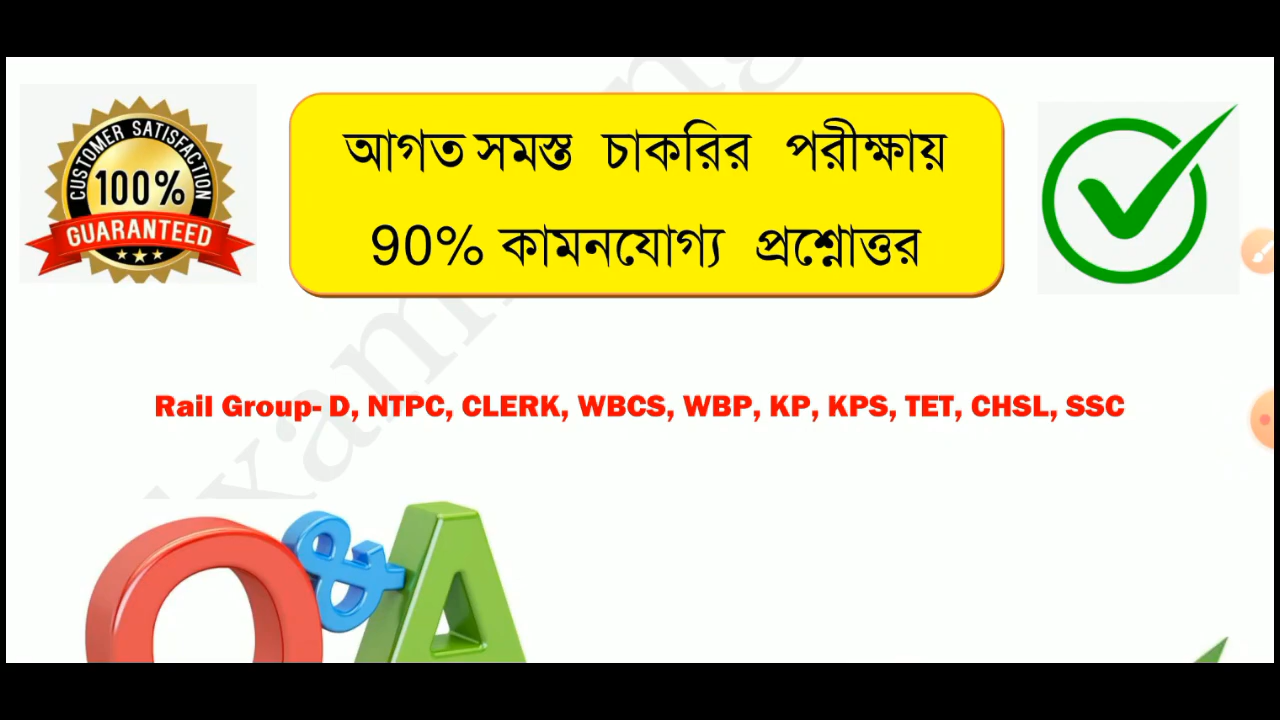 CUSTOMER SATISFACTION
100%
GUARANTEED
আগত সমস্ত চাকরির পরীক্ষায়
90% কামনযোগ্য প্রশ্নোত্তর
Rail Group- D, NTPC, CLERK, WBCS, WBP, KP, KPS, TET, CHSL, SSC
Q&A